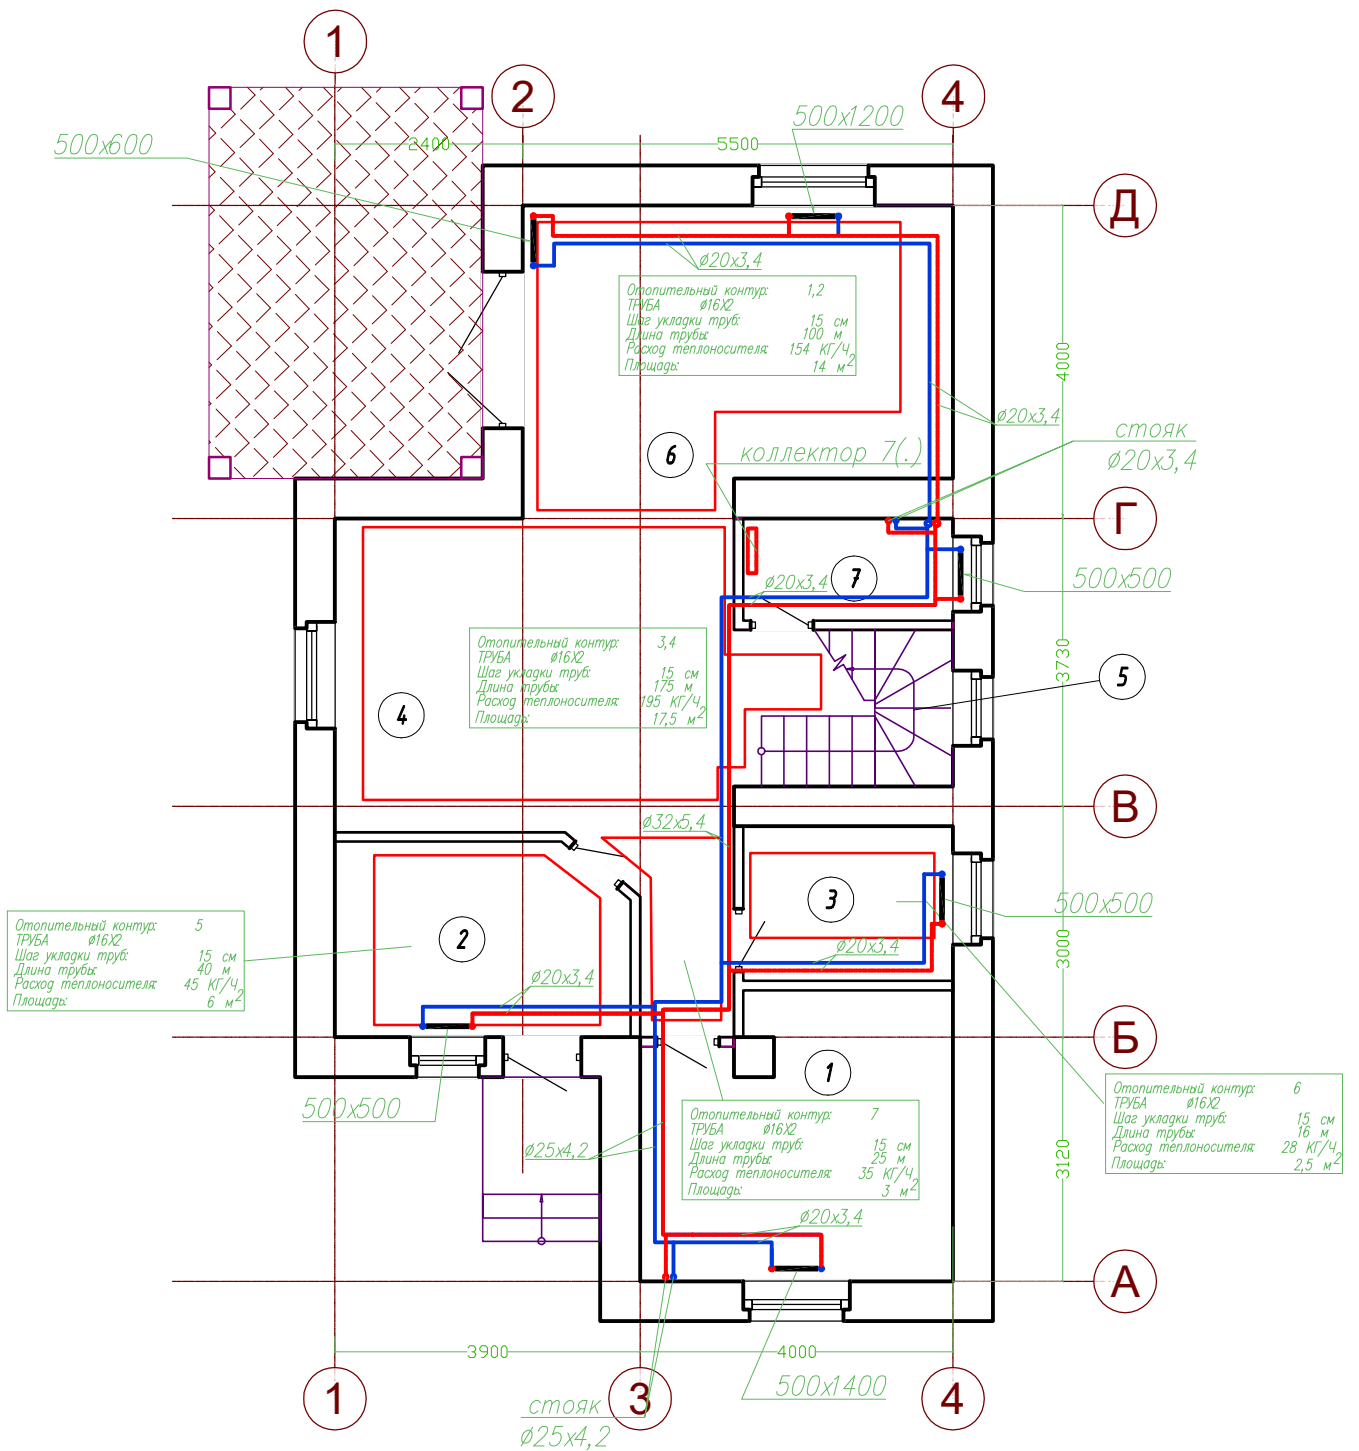 1
2
4
500x1200
500x600
2400
5500
Д
ø20x3,4
Отопительный контур: 1,2
ТРУБА ø16X2
Шаг укладки труб: 15 см
Длина трубы: 100 м
Расход теплоносителя: 154 КГ/Ч
Площадь: 14 м2
4000
ø20x3,4
стояк
ø20x3,4
6
коллектор 7(.)
Г
7
ø20x3,4
500x500
Отопительный контур: 3,4
ТРУБА ø16X2
Шаг укладки труб: 15 см
Длина трубы: 175 м
Расход теплоносителя: 195 КГ/Ч
Площадь: 17,5 м2
3730
5
4
В
ø32x5,4
3
500x500
Отопительный контур: 5
ТРУБА ø16X2
Шаг укладки труб: 15 см
Длина трубы: 40 м
Расход теплоносителя: 45 КГ/Ч
Площадь: 6 м2
2
ø20x3,4
ø20x3,4
3000
Б
1
500x500
Отопительный контур: 6
ТРУБА ø16X2
Шаг укладки труб: 15 см
Длина трубы: 16 м
Расход теплоносителя: 28 КГ/Ч
Площадь: 2,5 м2
ø25x4,2
Отопительный контур: 7
ТРУБА ø16X2
Шаг укладки труб: 15 см
Длина трубы: 25 м
Расход теплоносителя: 35 КГ/Ч
Площадь: 3 м2
3120
ø20x3,4
А
3900
4000
500x1400
1
3
4
стояк
ø25x4,2